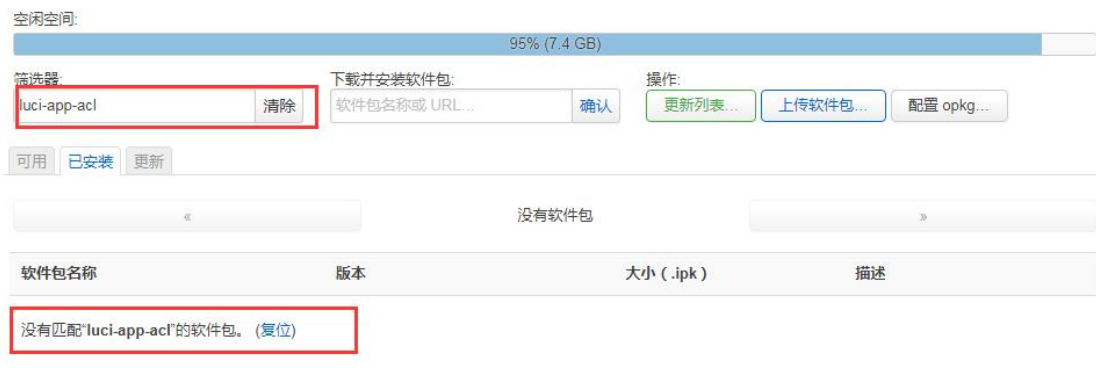 空闲空间:
95% (7.4 GB)
筛选器: 下载并安装软件包: 操作:
luci-app-acl 清除 软件包名称或 URL... 确认 更新列表... 上传软件包... 配置 opkg...
可用 已安装 更新
« 没有软件包 »
软件包名称 版本 大小 (.ipk) 描述
没有匹配“luci-app-acl”的软件包。 (复位)